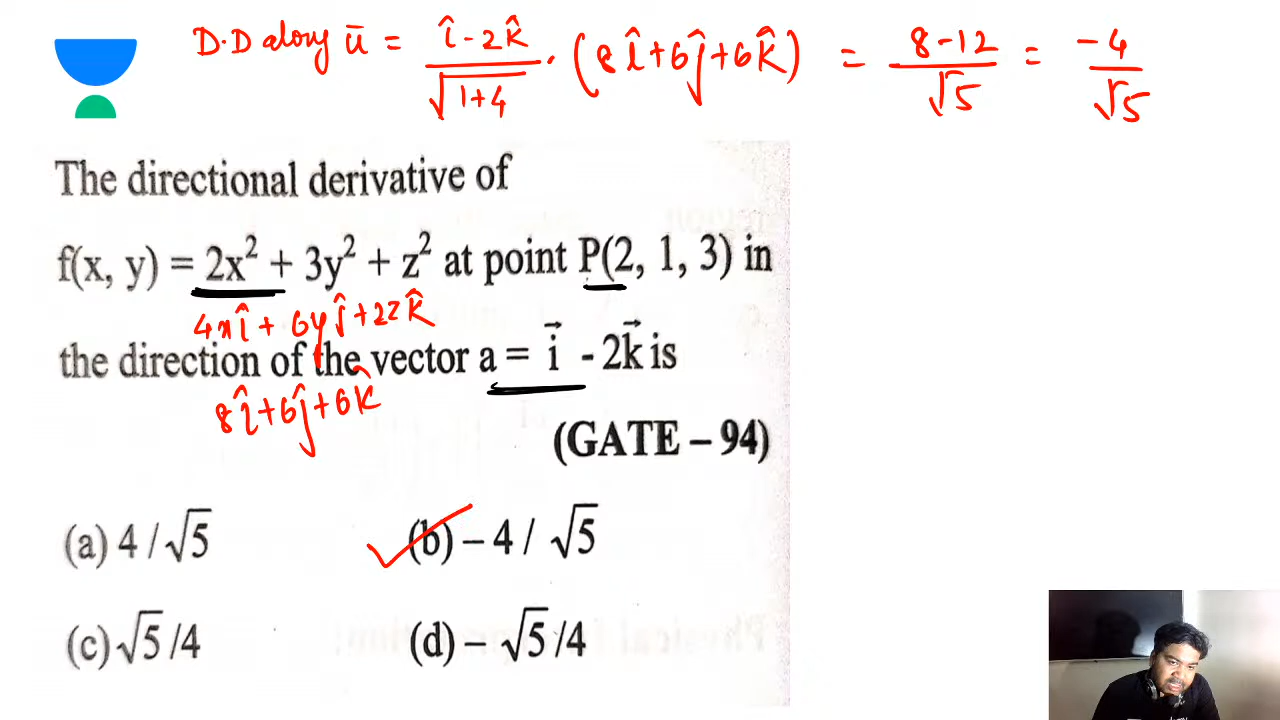 D.D along ū = î - 2k̂ / √1+4 · (8î + 6ĵ + 6k̂) = 8-12 / √5 = -4 / √5
The directional derivative of
f(x, y) = 2x² + 3y² + z² at point P(2, 1, 3) in
4xî + 6yĵ + 2zk̂
the direction of the vector a = i⃗ - 2k⃗ is
8î + 6ĵ + 6k̂
(GATE – 94)
(a) 4 / √5 (b) – 4 / √5
(c) √5 /4 (d) – √5 /4